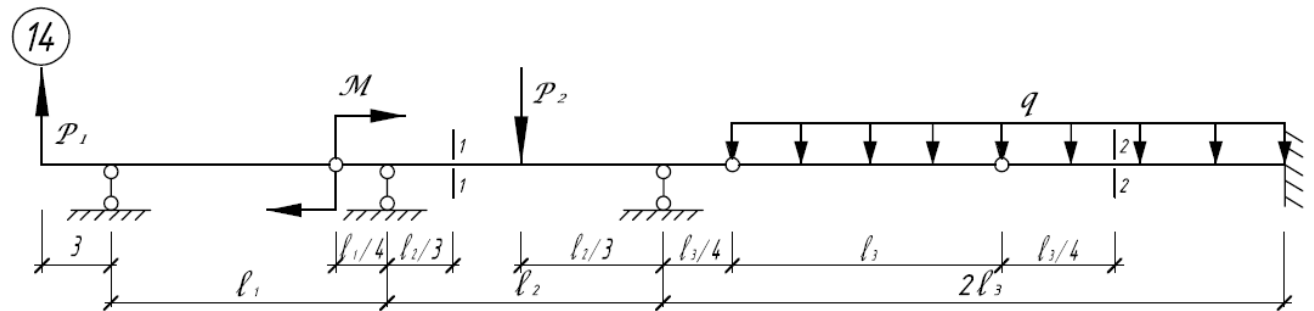 14
P₁
M
P₂
q
1
1
2
2
3
ℓ₁/4
ℓ₂/3
ℓ₂/3
ℓ₃/4
ℓ₃
ℓ₃/4
ℓ₁
ℓ₂
2ℓ₃